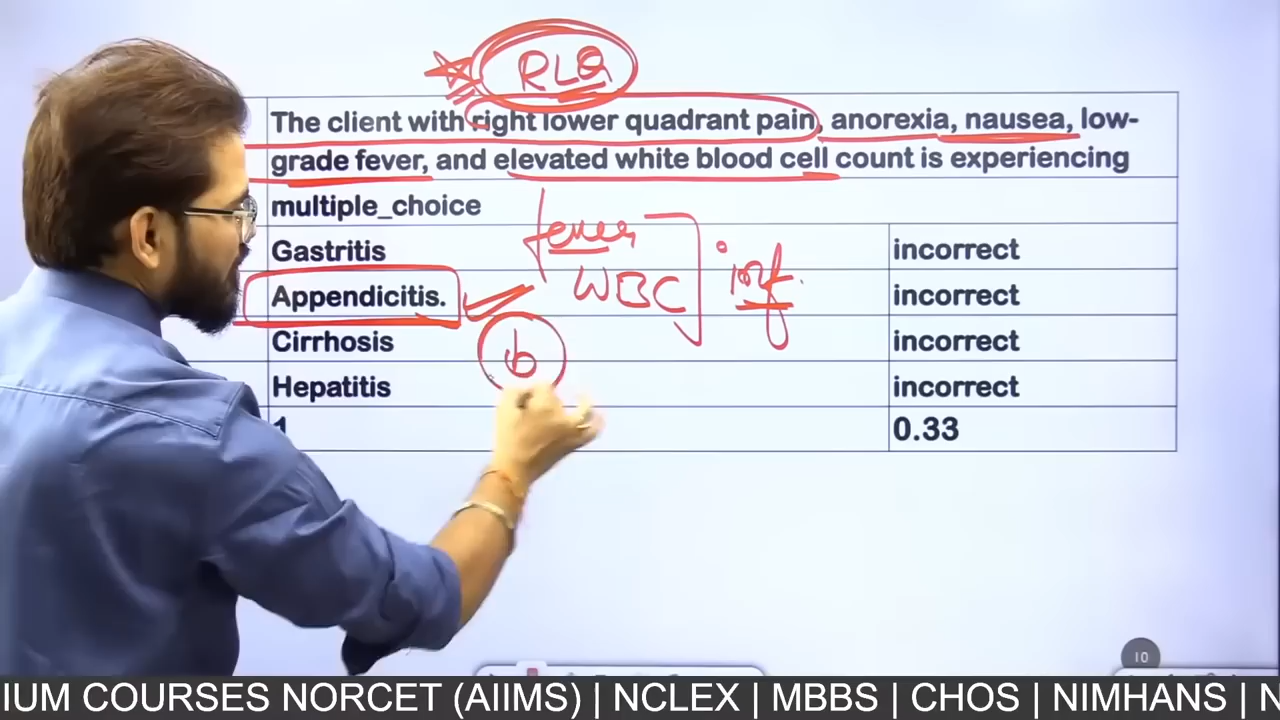 RLQ
The client with right lower quadrant pain, anorexia, nausea, low-
grade fever, and elevated white blood cell count is experiencing
multiple_choice
fever
Gastritis incorrect
WBC inf.
Appendicitis. incorrect
Cirrhosis incorrect
b
Hepatitis incorrect
1 0.33
10
IUM COURSES NORCET (AIIMS) | NCLEX | MBBS | CHOS | NIMHANS | N